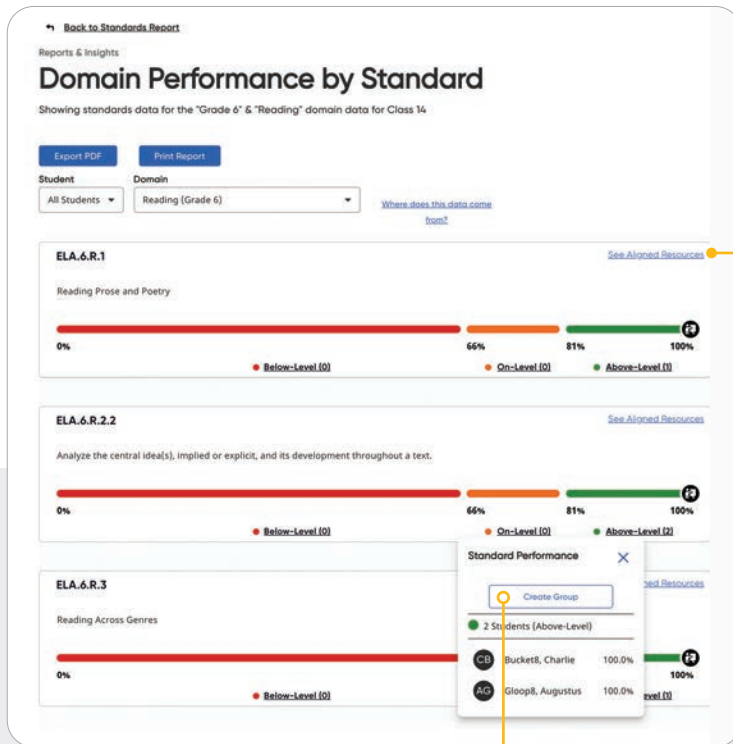 Back to Standards Report
Reports & Insights
Domain Performance by Standard
Showing standards data for the "Grade 6" & "Reading" domain data for Class 14
Export PDF Print Report
Student Domain
All Students Reading (Grade 6)
Where does this data come
from?
ELA.6.R.1 See Aligned Resources
Reading Prose and Poetry
0% 66% 81% 100%
Below-Level (0) On-Level (0) Above-Level (1)
ELA.6.R.2.2 See Aligned Resources
Analyze the central idea(s), implied or explicit, and its development throughout a text.
0% 66% 81% 100%
Below-Level (0) On-Level (0) Above-Level (2)
Standard Performance
ELA.6.R.3 Resources
Create Group
Reading Across Genres
2 Students (Above-Level)
CB Bucket8, Charlie 100.0%
0% 100%
AG Gloop8, Augustus 100.0%
Below-Level (0) (1)